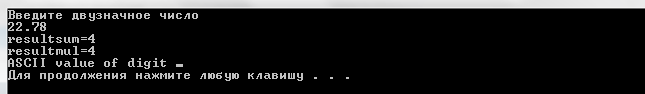 Введите двузначное число
22.78
resultsum=4
resultmul=4
ASCII value of digit
Для продолжения нажмите любую клавишу . . .